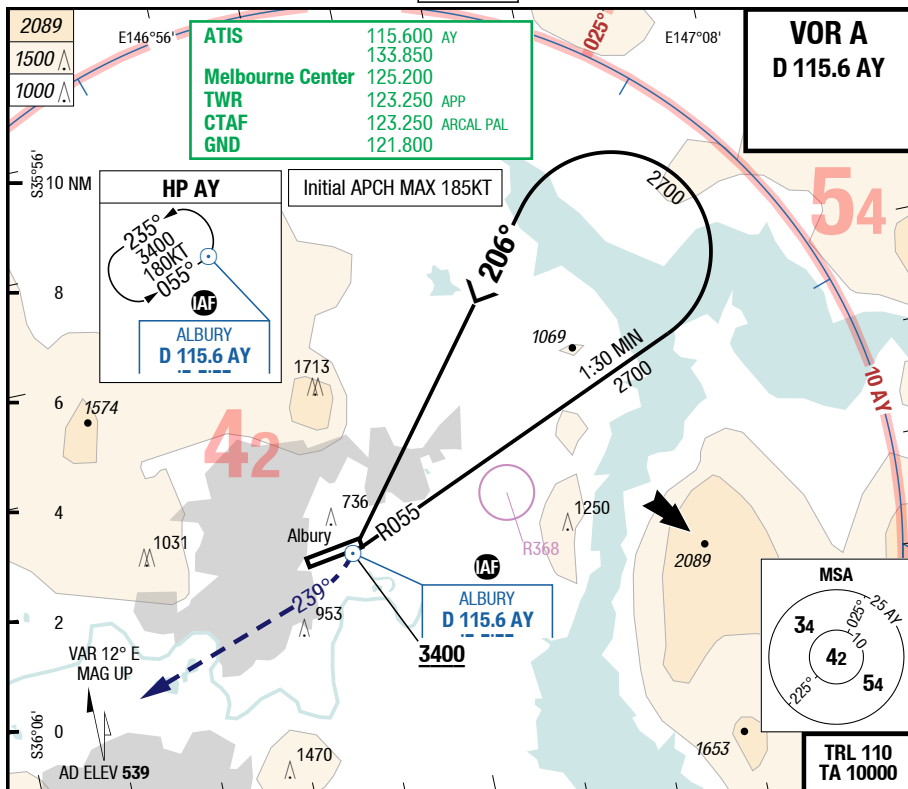 2089
1500
1000
E146°56'
ATIS 115.600 AY
133.850
Melbourne Center 125.200
TWR 123.250 APP
CTAF 123.250 ARCAL PAL
GND 121.800
025°
E147°08'
VOR A
D 115.6 AY
S35°56'
10 NM
HP AY
235°
3400
180KT
055°
IAF
ALBURY
D 115.6 AY
Initial APCH MAX 185KT
2700
54
206°
8
1069
1:30 MIN
2700
10 AY
1713
6
1574
42
4
736
R055
1250
Albury
R368
2089
1031
IAF
ALBURY
D 115.6 AY
3400
239°
953
2
MSA
25 AY
025°
10
34
42
54
225°
VAR 12° E
MAG UP
S36°06'
0
1653
AD ELEV 539
1470
TRL 110
TA 10000